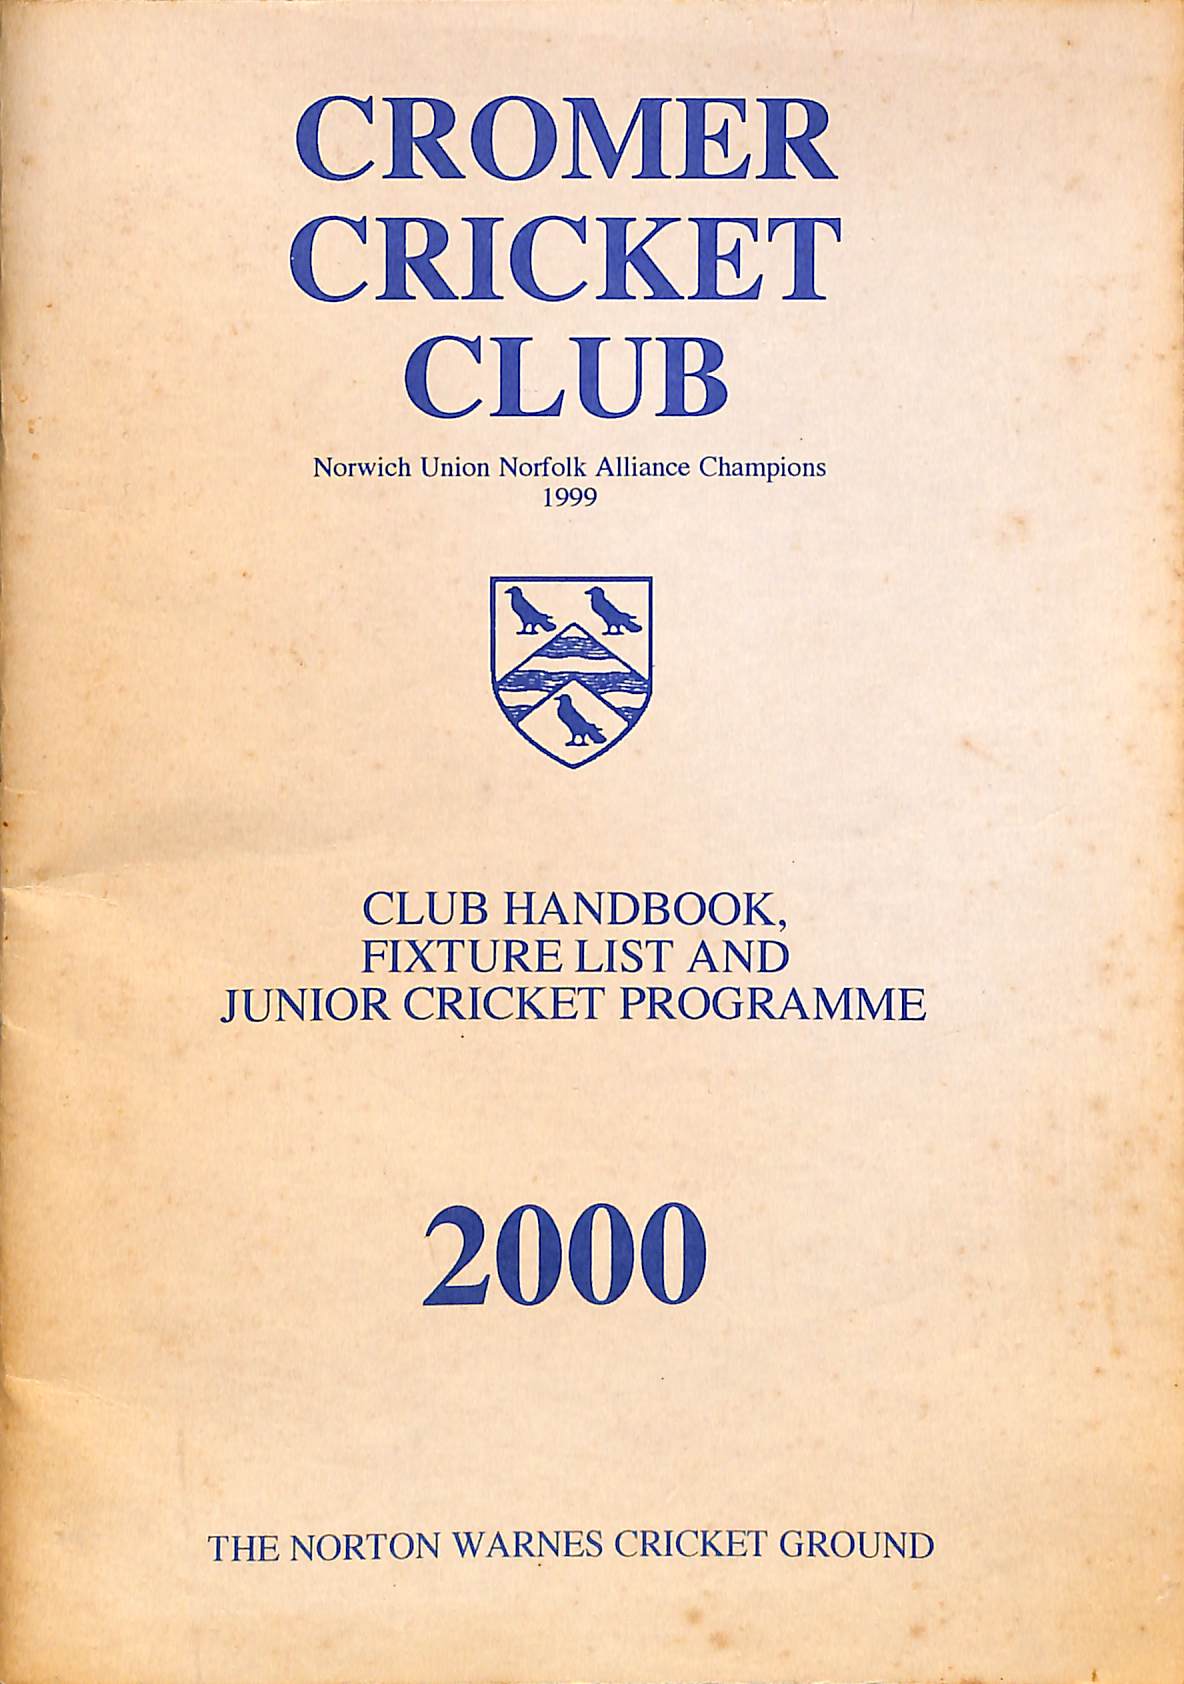 CROMER
CRICKET
CLUB
Norwich Union Norfolk Alliance Champions
1999
CLUB HANDBOOK,
FIXTURE LIST AND
JUNIOR CRICKET PROGRAMME
2000
THE NORTON WARNES CRICKET GROUND